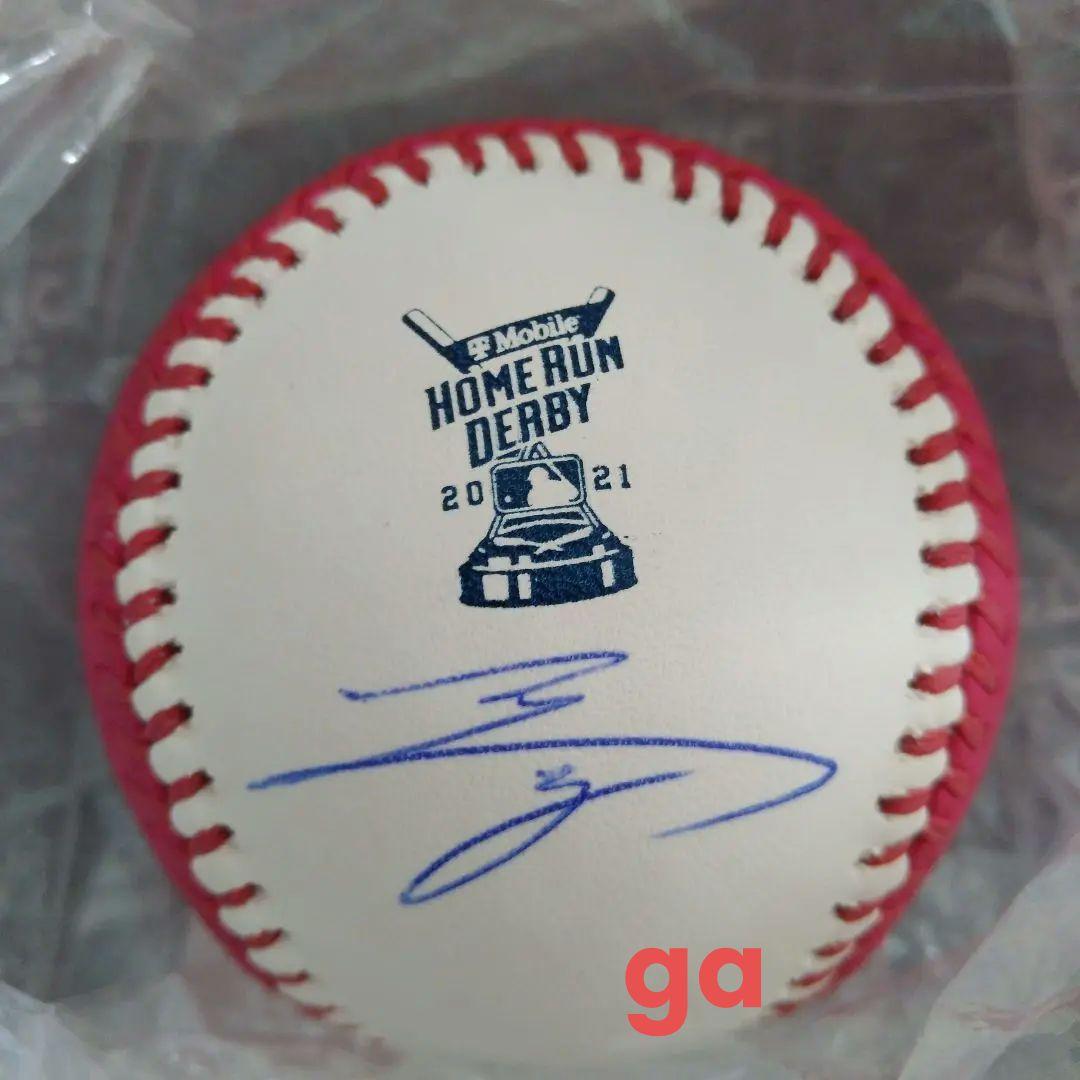 T Mobile
HOME RUN
DERBY
20 21
ga